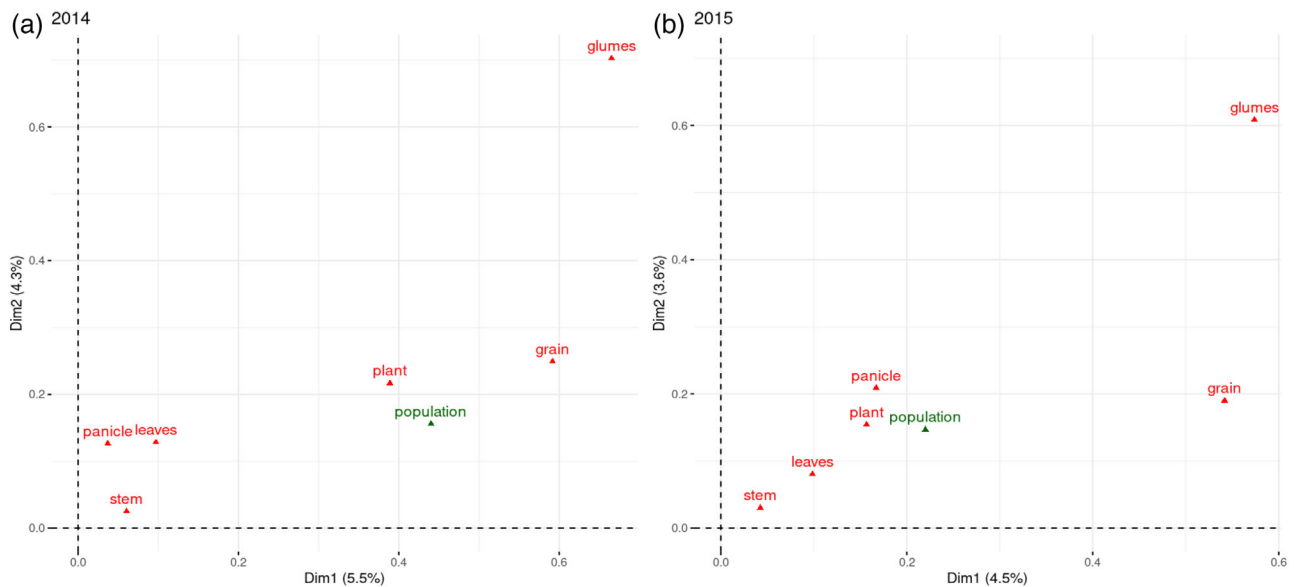 (a) 2014
glumes
0.6
0.4
grain
plant
0.2
population
panicle leaves
stem
0.0
0.0 0.2 0.4 0.6
Dim1 (5.5%)
Dim2 (4.3%)
(b) 2015
glumes
0.6
0.4
panicle
grain
0.2
plant
population
leaves
stem
0.0
0.0 0.2 0.4 0.6
Dim1 (4.5%)
Dim2 (3.6%)